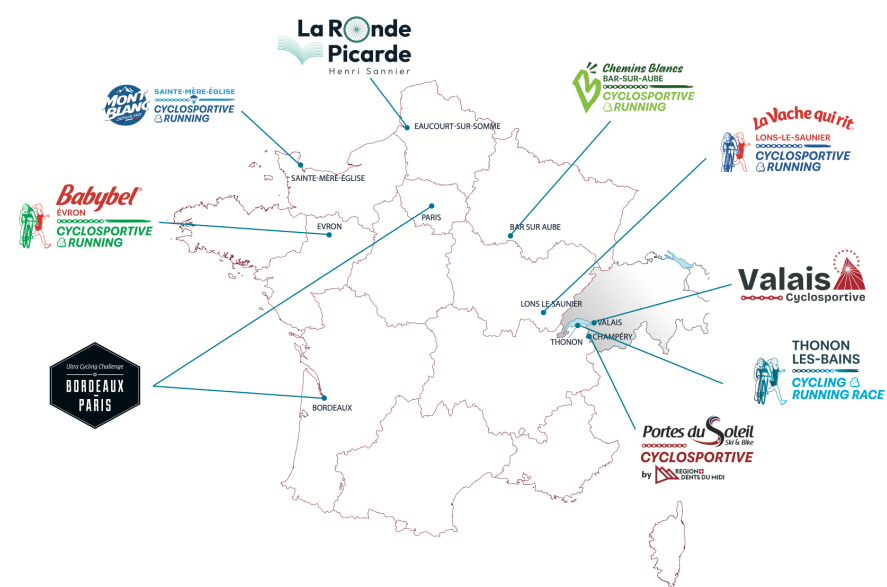 La Ronde
Picarde
Henri Sannier
MONT
BLANC
SAINTE-MÈRE-ÉGLISE
CYCLOSPORTIVE
& RUNNING
Chemins Blancs
BAR-SUR-AUBE
CYCLOSPORTIVE
& RUNNING
La Vache qui rit
LONS-LE-SAUNIER
CYCLOSPORTIVE
& RUNNING
EAUCOURT-SUR-SOMME
SAINTE-MÈRE-ÉGLISE
Babybel
ÉVRON
CYCLOSPORTIVE
& RUNNING
EVRON
PARIS
BAR SUR AUBE
Valais
Cyclosportive
LONS LE SAUNIER
VALAIS
CHAMPÉRY
THONON
THONON
LES-BAINS
CYCLING &
RUNNING RACE
Ultra Cycling Challenge
BORDEAUX
PARIS
BORDEAUX
Portes du Soleil
Ski & Bike
CYCLOSPORTIVE
by REGION
DENTS DU MIDI